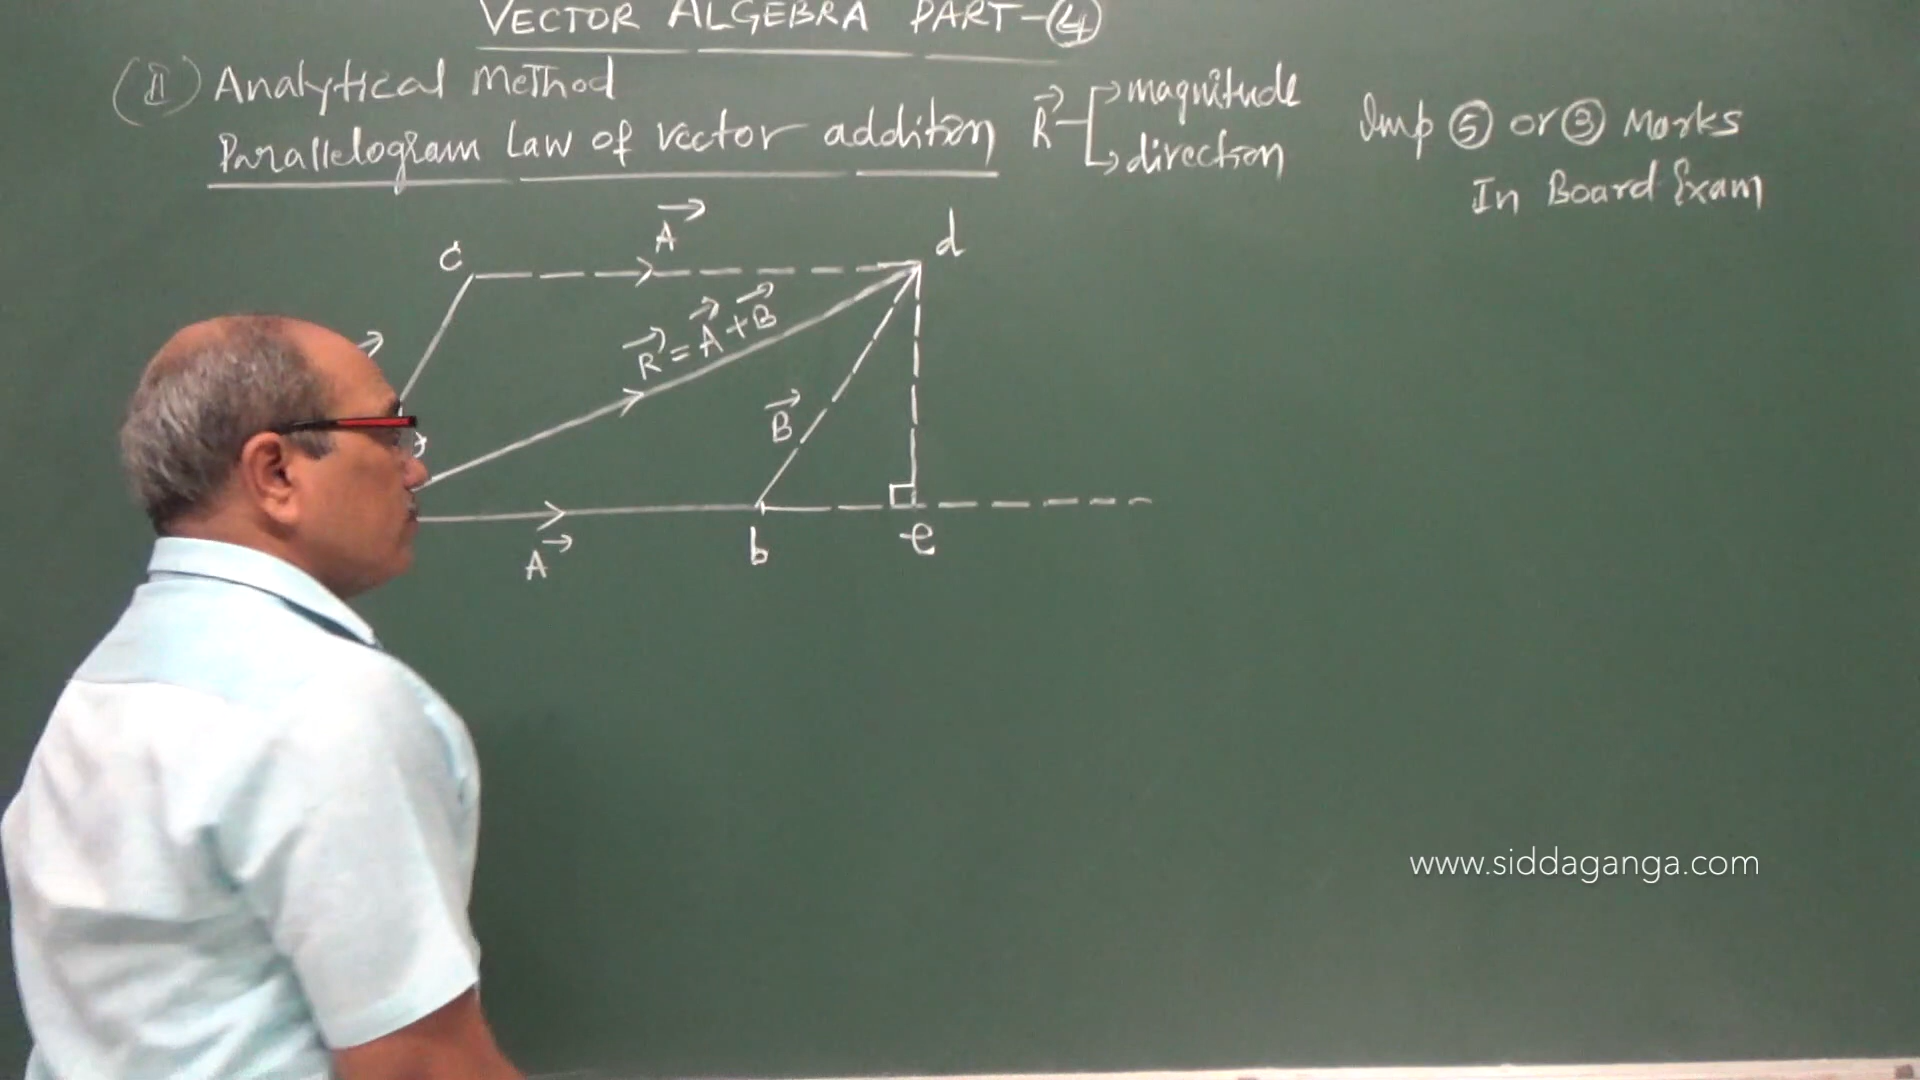 VECTOR ALGEBRA PART-(4)
(II) Analytical Method
Parallelogram Law of vector addition
R
magnitude
direction
Imp (5) or (3) Marks
In Board Exam
A
c
d
R = A + B
B
A
b
e
www.siddaganga.com